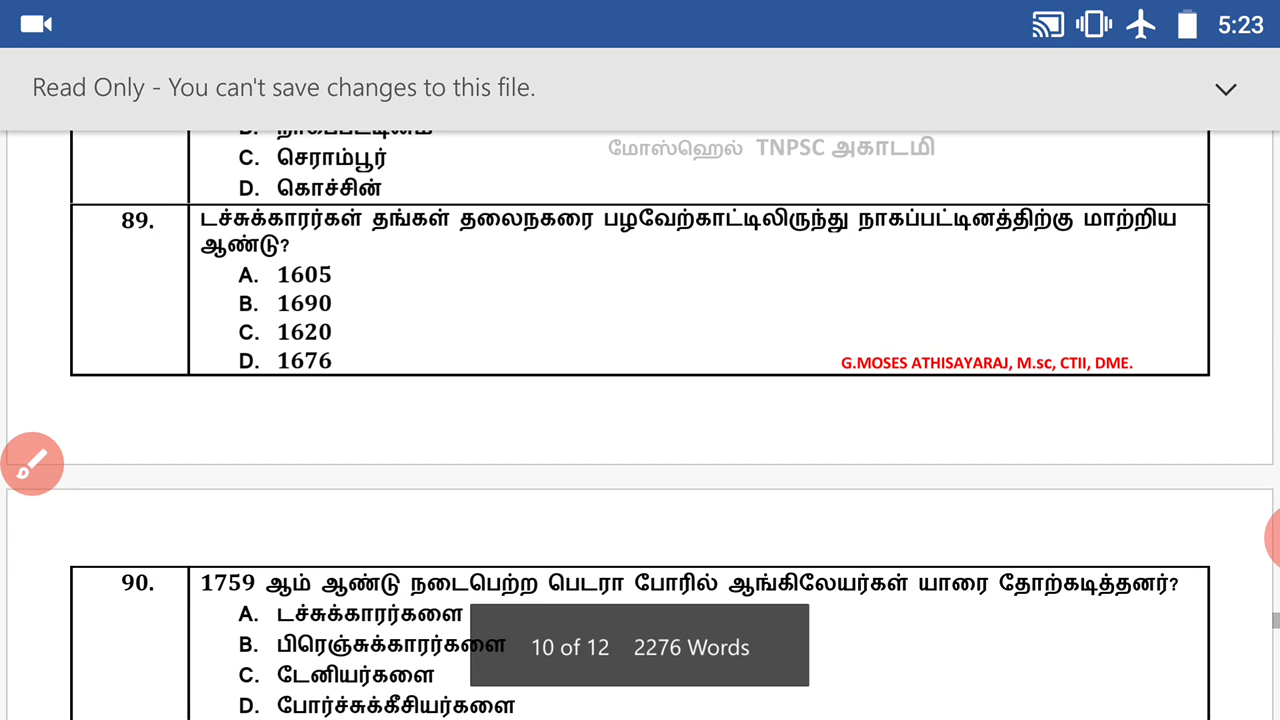 5:23
Read Only - You can't save changes to this file.
B. நாகப்பட்டினம்
மோஸ்ஹெல் TNPSC அகாடமி
C. செராம்பூர்
D. கொச்சின்
89. டச்சுக்காரர்கள் தங்கள் தலைநகரை பழவேற்காட்டிலிருந்து நாகப்பட்டினத்திற்கு மாற்றிய
ஆண்டு?
A. 1605
B. 1690
C. 1620
D. 1676
G.MOSES ATHISAYARAJ, M.sc, CTII, DME.
90. 1759 ஆம் ஆண்டு நடைபெற்ற பெடரா போரில் ஆங்கிலேயர்கள் யாரை தோற்கடித்தனர்?
A. டச்சுக்காரர்களை
B. பிரெஞ்சுக்காரர்களை
10 of 12 2276 Words
C. டேனியர்களை
D. போர்ச்சுக்கீசியர்களை